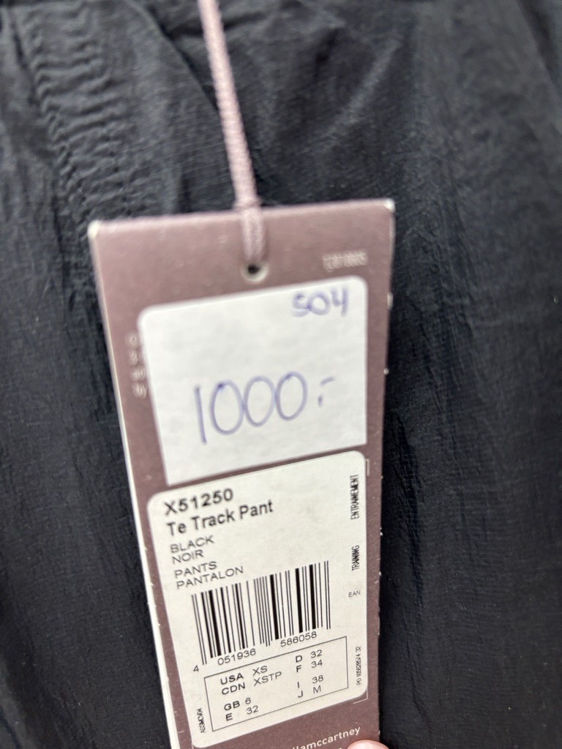 504
1000.-
X51250
Te Track Pant
BLACK
NOIR
PANTS
PANTALON
TRAINING ENTRAINEMENT
EAN
4 051936 586058
USA XS D 32
CDN XSTP F 34
GB 6 I 38
E 32 J M
llamccartney